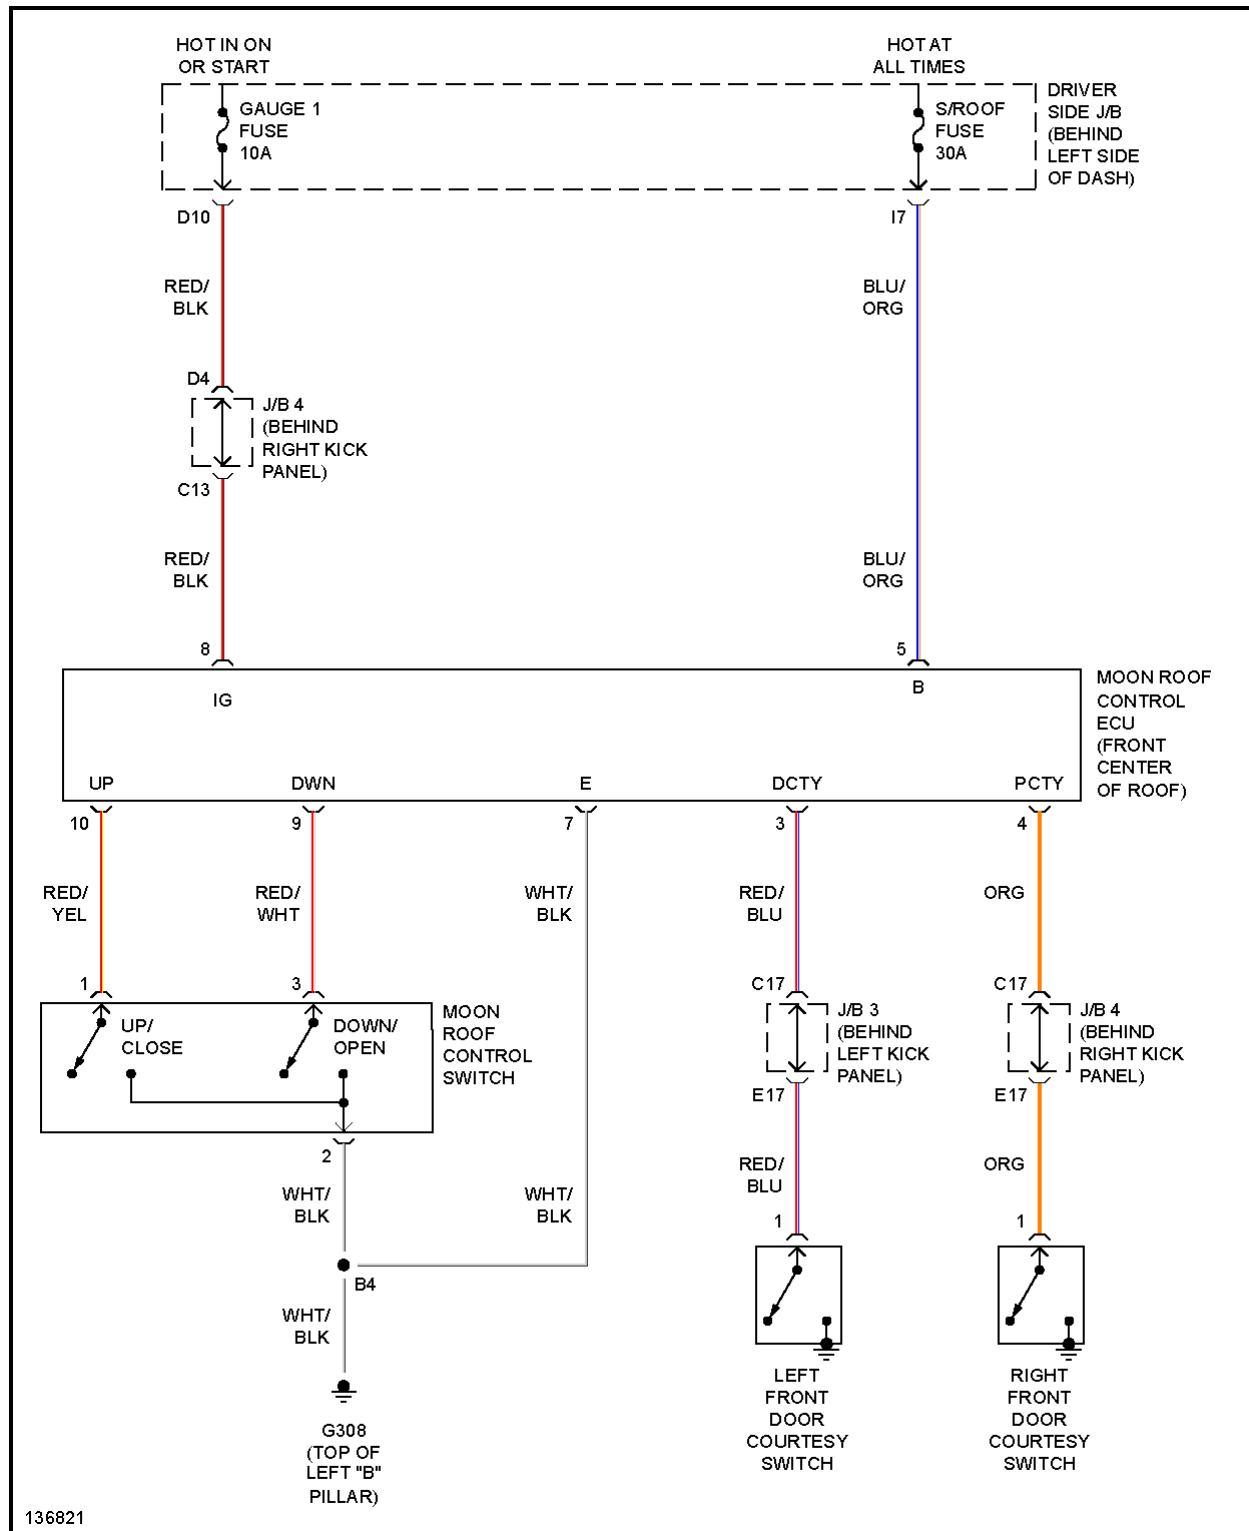 HOT IN ON
OR START
HOT AT
ALL TIMES
GAUGE 1
FUSE
10A
S/ROOF
FUSE
30A
DRIVER
SIDE J/B
(BEHIND
LEFT SIDE
OF DASH)
D10
I7
RED/
BLK
BLU/
ORG
D4
J/B 4
(BEHIND
RIGHT KICK
PANEL)
C13
RED/
BLK
BLU/
ORG
8
5
IG
B
MOON ROOF
CONTROL
ECU
(FRONT
CENTER
OF ROOF)
UP
DWN
E
DCTY
PCTY
10
9
7
3
4
RED/
YEL
RED/
WHT
WHT/
BLK
RED/
BLU
ORG
1
3
C17
C17
UP/
CLOSE
DOWN/
OPEN
MOON
ROOF
CONTROL
SWITCH
J/B 3
(BEHIND
LEFT KICK
PANEL)
J/B 4
(BEHIND
RIGHT KICK
PANEL)
E17
E17
2
WHT/
BLK
WHT/
BLK
RED/
BLU
ORG
1
1
B4
WHT/
BLK
G308
(TOP OF
LEFT "B"
PILLAR)
LEFT
FRONT
DOOR
COURTESY
SWITCH
RIGHT
FRONT
DOOR
COURTESY
SWITCH
136821